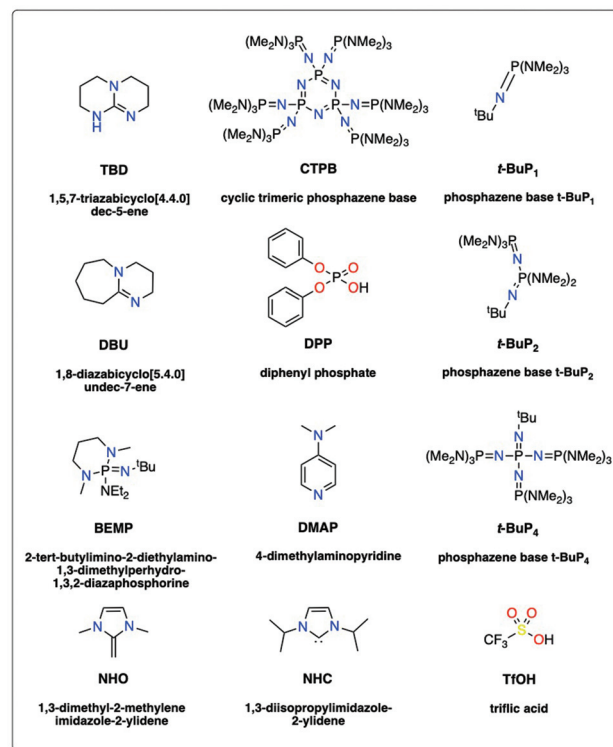 N
N
H
N
TBD
1,5,7-triazabicyclo[4.4.0]
dec-5-ene
(Me2N)3P
P(NMe2)3
N
N
P
N
N
(Me2N)3P=N
P
P
N=P(NMe2)3
N
N
N
(Me2N)3P
P(NMe2)3
CTPB
cyclic trimeric phosphazene base
P(NMe2)3
N
tBu
t-BuP1
phosphazene base t-BuP1
N
N
DBU
1,8-diazabicyclo[5.4.0]
undec-7-ene
O
O
P
O
OH
DPP
diphenyl phosphate
(Me2N)3P
N
P(NMe2)2
N
tBu
t-BuP2
phosphazene base t-BuP2
N
P=N
tBu
N
NEt2
BEMP
2-tert-butylimino-2-diethylamino-
1,3-dimethylperhydro-
1,3,2-diazaphosphorine
N
N
DMAP
4-dimethylaminopyridine
tBu
N
(Me2N)3P=N-P-N=P(NMe2)3
N
P(NMe2)3
t-BuP4
phosphazene base t-BuP4
N
N
NHO
1,3-dimethyl-2-methylene
imidazole-2-ylidene
N
N
NHC
1,3-diisopropylimidazole-
2-ylidene
O
O
S
CF3
OH
TfOH
triflic acid